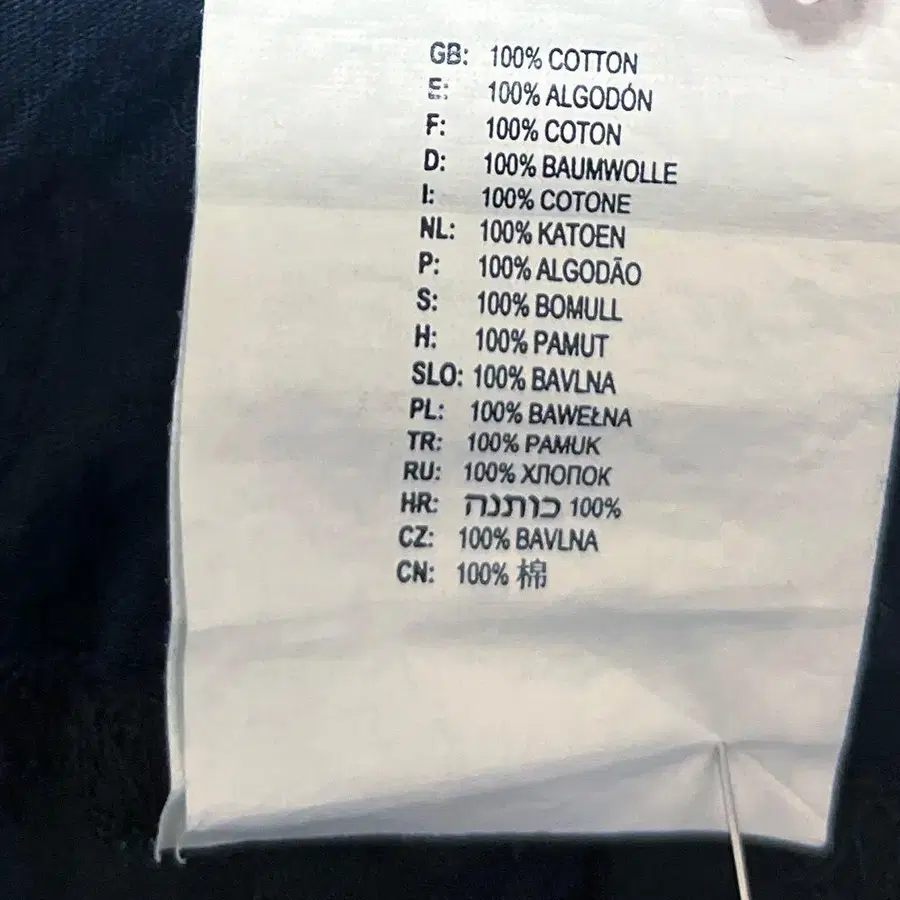 GB: 100% COTTON
E: 100% ALGODÓN
F: 100% COTON
D: 100% BAUMWOLLE
I: 100% COTONE
NL: 100% KATOEN
P: 100% ALGODÃO
S: 100% BOMULL
H: 100% PAMUT
SLO: 100% BAVLNA
PL: 100% BAWEŁNA
TR: 100% PAMUK
RU: 100% ХПОПОК
HR: 100% כותנה
CZ: 100% BAVLNA
CN: 100% 棉